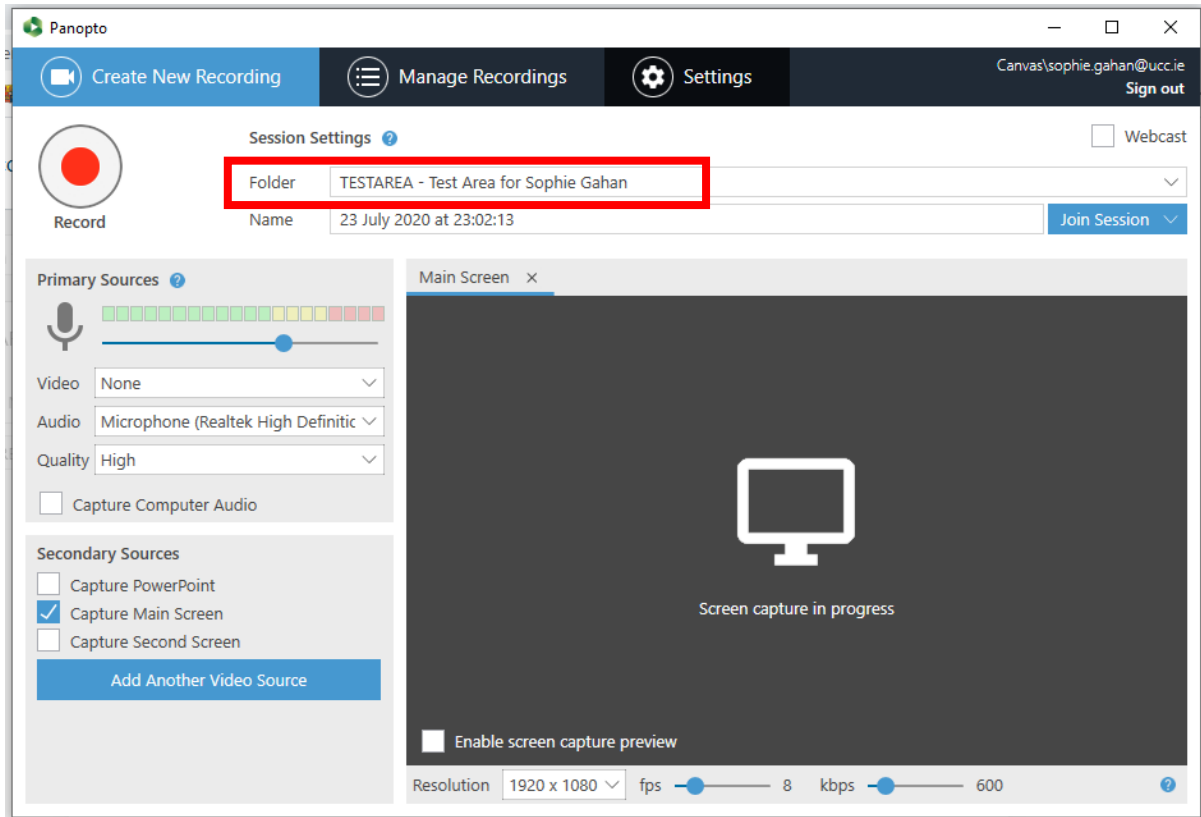 Panopto
Create New Recording
Manage Recordings
Settings
Canvas\sophie.gahan@ucc.ie
Sign out
Record
Session Settings
Webcast
Folder TESTAREA - Test Area for Sophie Gahan
Name 23 July 2020 at 23:02:13
Join Session
Primary Sources
Video None
Audio Microphone (Realtek High Definitic
Quality High
Capture Computer Audio
Secondary Sources
Capture PowerPoint
Capture Main Screen
Capture Second Screen
Add Another Video Source
Main Screen
Screen capture in progress
Enable screen capture preview
Resolution 1920 x 1080 fps 8 kbps 600